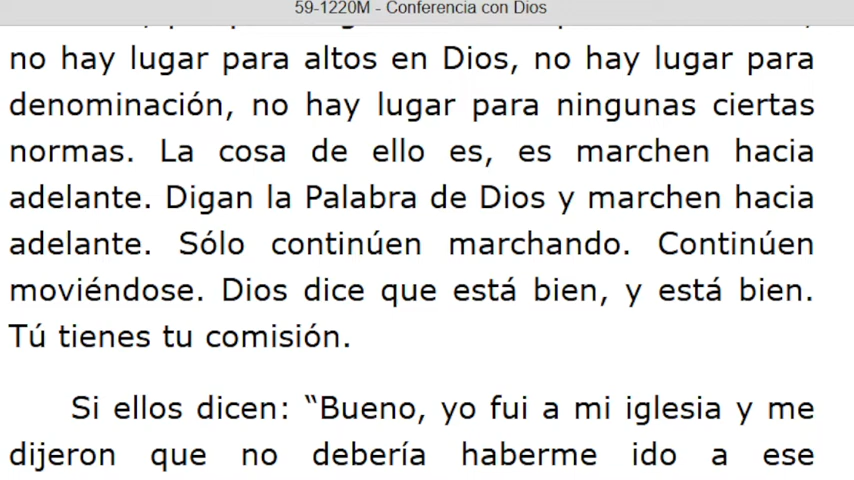 59-1220M - Conferencia con Dios
no hay lugar para altos en Dios, no hay lugar para
denominación, no hay lugar para ningunas ciertas
normas. La cosa de ello es, es marchen hacia
adelante. Digan la Palabra de Dios y marchen hacia
adelante. Sólo continúen marchando. Continúen
moviéndose. Dios dice que está bien, y está bien.
Tú tienes tu comisión.
Si ellos dicen: “Bueno, yo fui a mi iglesia y me
dijeron que no debería haberme ido a ese